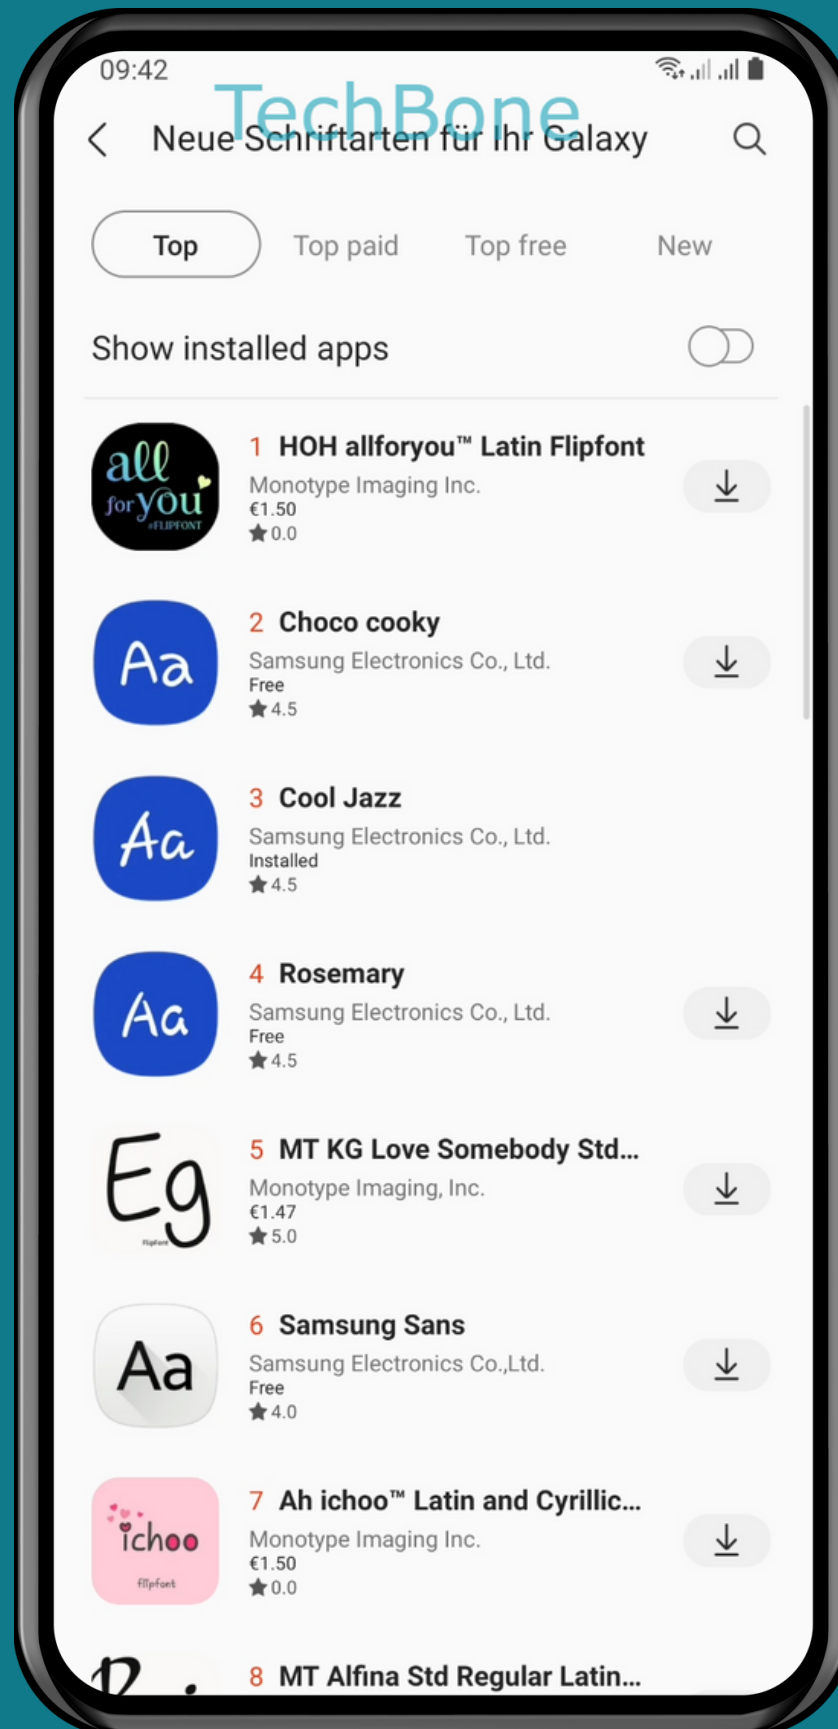 09:42
TechBone
Neue Schriftarten für Ihr Galaxy
Top Top paid Top free New
Show installed apps
all
for you
#FLIPFONT
1 HOH allforyou™ Latin Flipfont
Monotype Imaging Inc.
€1.50
★ 0.0
Aa
2 Choco cooky
Samsung Electronics Co., Ltd.
Free
★ 4.5
Aa
3 Cool Jazz
Samsung Electronics Co., Ltd.
Installed
★ 4.5
Aa
4 Rosemary
Samsung Electronics Co., Ltd.
Free
★ 4.5
Eg
FlipFont
5 MT KG Love Somebody Std...
Monotype Imaging, Inc.
€1.47
★ 5.0
Aa
6 Samsung Sans
Samsung Electronics Co.,Ltd.
Free
★ 4.0
ichoo
flipfont
7 Ah ichoo™ Latin and Cyrillic...
Monotype Imaging Inc.
€1.50
★ 0.0
8 MT Alfina Std Regular Latin...